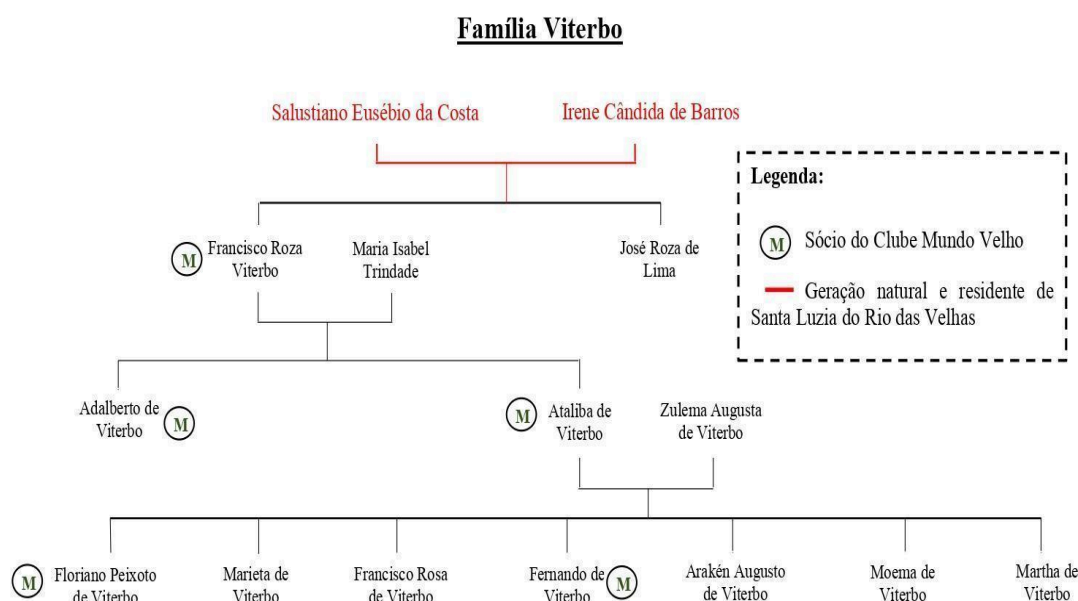 Família Viterbo
Salustiano Eusébio da Costa
Irene Cândida de Barros
Legenda:
M Sócio do Clube Mundo Velho
Geração natural e residente de
Santa Luzia do Rio das Velhas
M Francisco Roza
Viterbo
Maria Isabel
Trindade
José Roza de
Lima
Adalberto de
Viterbo M
M Ataliba de
Viterbo
Zulema Augusta
de Viterbo
M Floriano Peixoto
de Viterbo
Marieta de
Viterbo
Francisco Rosa
de Viterbo
Fernando de
Viterbo M
Arakén Augusto
de Viterbo
Moema de
Viterbo
Martha de
Viterbo